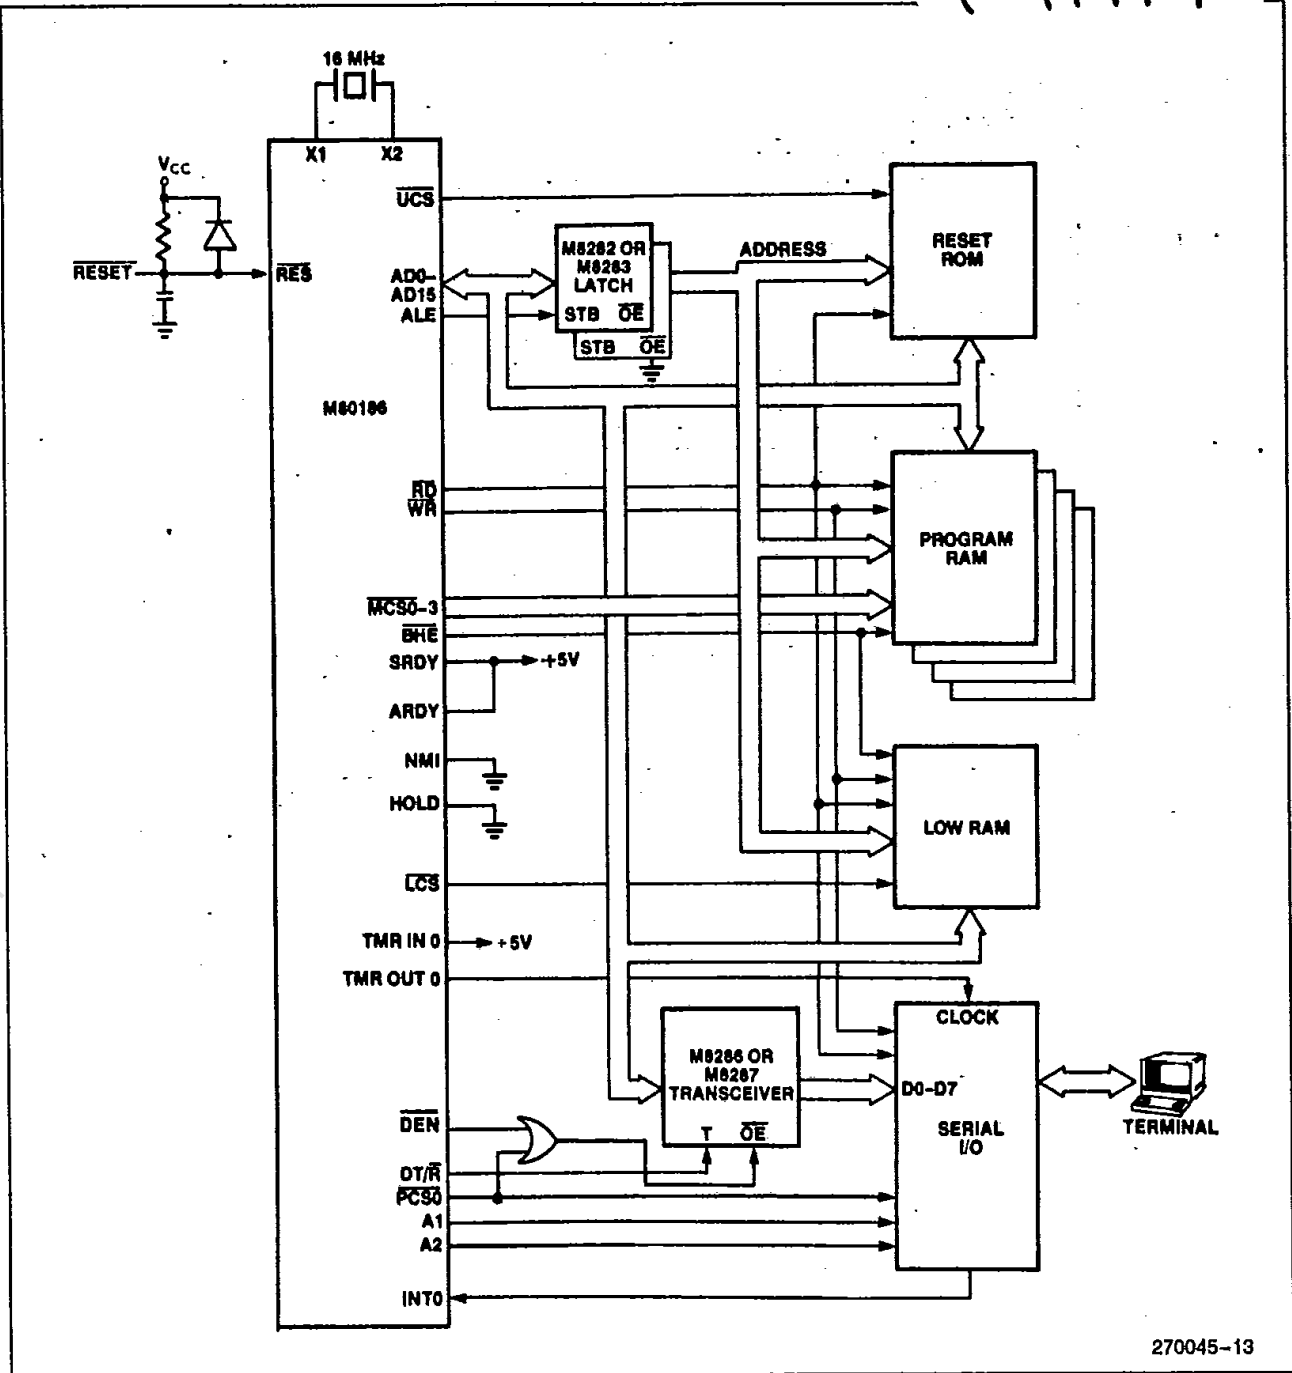 16 MHz
X1 X2
VCC
RESET
RES
UCS
AD0-
AD15
ALE
M80186
M8282 OR
M8283
LATCH
STB OE
STB OE
ADDRESS
RESET
ROM
RD
WR
PROGRAM
RAM
MCS0-3
BHE
SRDY
+5V
ARDY
NMI
HOLD
LOW RAM
LCS
TMR IN 0
+5V
TMR OUT 0
CLOCK
M8286 OR
M8287
TRANSCEIVER
T OE
D0-D7
SERIAL
I/O
TERMINAL
DEN
DT/R
PCS0
A1
A2
INT0
270045-13